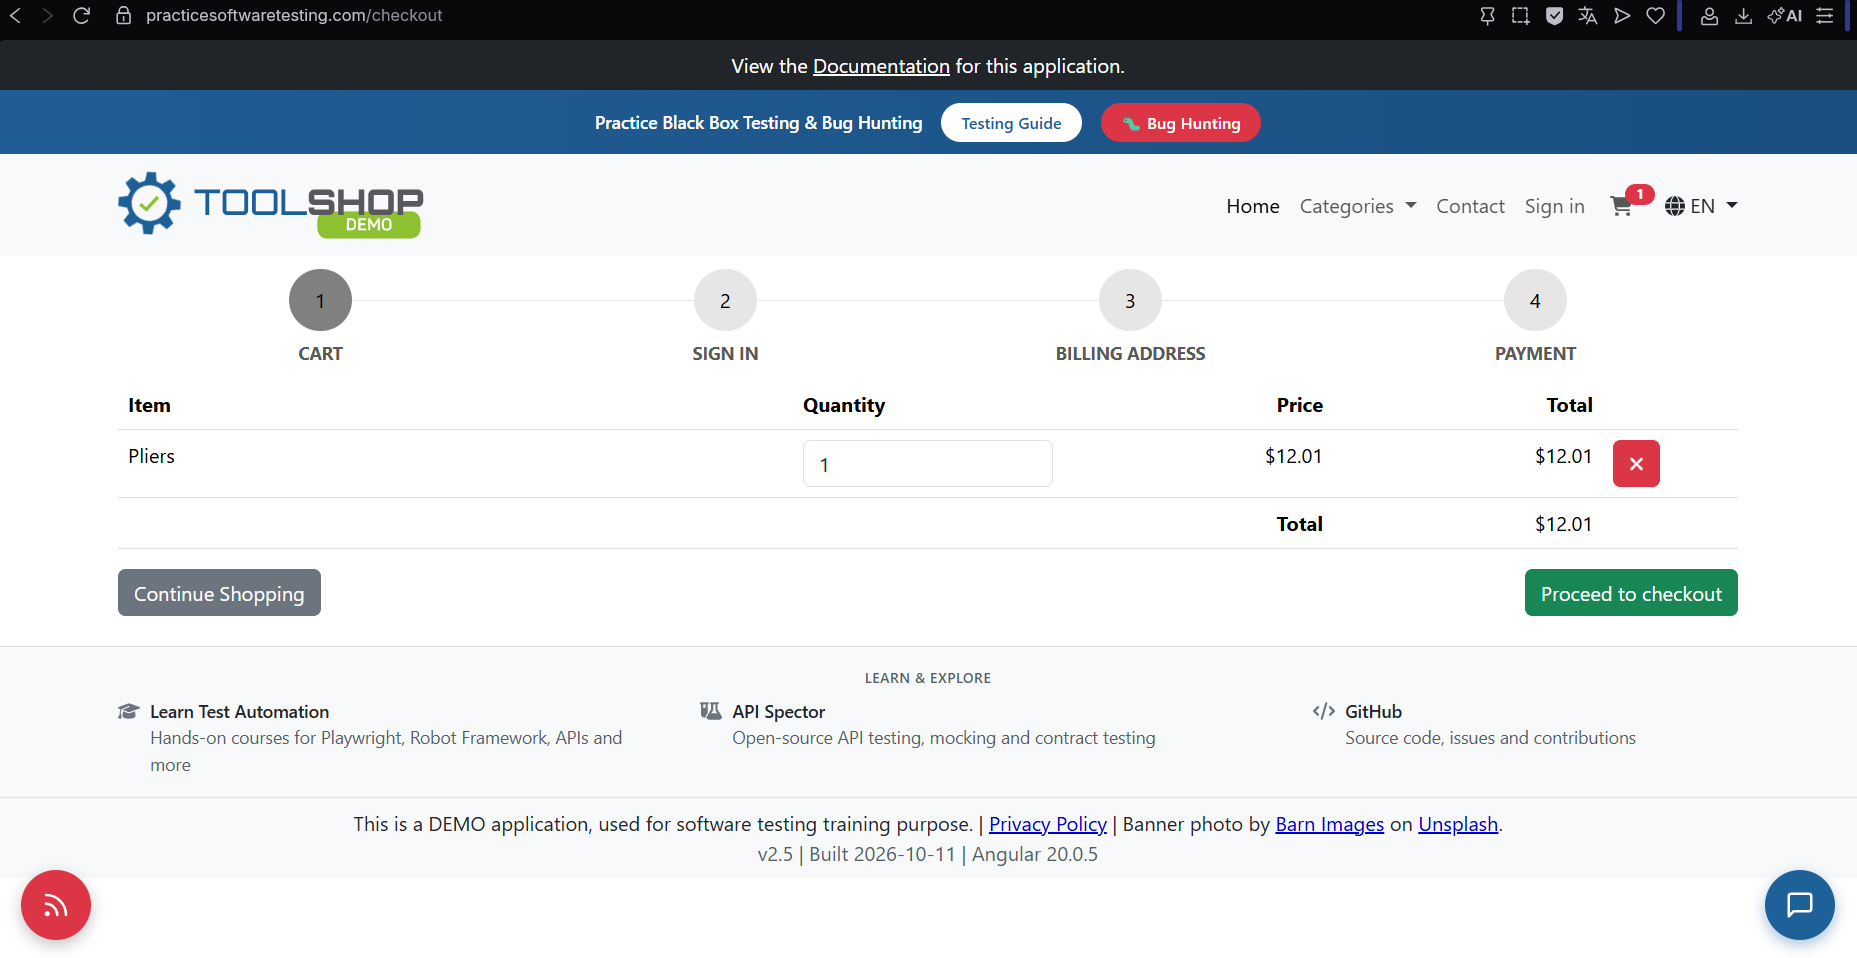 practicesoftwaretesting.com/checkout
AI
View the Documentation for this application.
Practice Black Box Testing & Bug Hunting
Testing Guide
Bug Hunting
TOOLSHOP
DEMO
Home
Categories
Contact
Sign in
1
EN
1
2
3
4
CART
SIGN IN
BILLING ADDRESS
PAYMENT
Item
Quantity
Price
Total
Pliers
1
$12.01
$12.01
Total
$12.01
Continue Shopping
Proceed to checkout
LEARN & EXPLORE
Learn Test Automation
Hands-on courses for Playwright, Robot Framework, APIs and
more
API Spector
Open-source API testing, mocking and contract testing
GitHub
Source code, issues and contributions
This is a DEMO application, used for software testing training purpose. | Privacy Policy | Banner photo by Barn Images on Unsplash.
v2.5 | Built 2026-10-11 | Angular 20.0.5